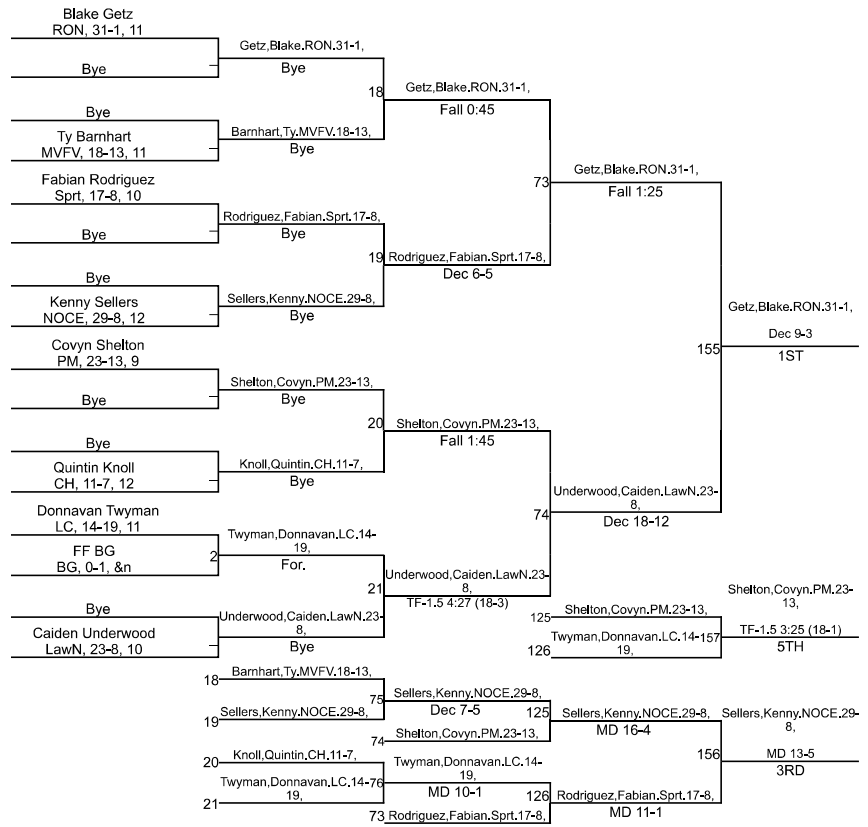 Blake Getz
RON, 31-1, 11
Bye
Bye
Ty Barnhart
MVFV, 18-13, 11
Fabian Rodriguez
Sprt, 17-8, 10
Bye
Bye
Kenny Sellers
NOCE, 29-8, 12
Covyn Shelton
PM, 23-13, 9
Bye
Bye
Quintin Knoll
CH, 11-7, 12
Donnavan Twyman
LC, 14-19, 11
FF BG
BG, 0-1, &n
2
Bye
Caiden Underwood
LawN, 23-8, 10
Getz,Blake.RON.31-1,
Bye
18
Barnhart,Ty.MVFV.18-13,
Bye
Rodriguez,Fabian.Sprt.17-8,
Bye
19
Sellers,Kenny.NOCE.29-8,
Bye
Shelton,Covyn.PM.23-13,
Bye
20
Knoll,Quintin.CH.11-7,
Bye
Twyman,Donnavan.LC.14-
19,
For.
21
Underwood,Caiden.LawN.23-
8,
Bye
Getz,Blake.RON.31-1,
Fall 0:45
73
Rodriguez,Fabian.Sprt.17-8,
Dec 6-5
Shelton,Covyn.PM.23-13,
Fall 1:45
74
Underwood,Caiden.LawN.23-
8,
TF-1.5 4:27 (18-3)
Getz,Blake.RON.31-1,
Fall 1:25
155
Underwood,Caiden.LawN.23-
8,
Dec 18-12
Getz,Blake.RON.31-1,
Dec 9-3
1ST
125
Shelton,Covyn.PM.23-13,
126
Twyman,Donnavan.LC.14-
19,
157
Shelton,Covyn.PM.23-
13,
TF-1.5 3:25 (18-1)
5TH
18
Barnhart,Ty.MVFV.18-13,
75
19
Sellers,Kenny.NOCE.29-8,
20
Knoll,Quintin.CH.11-7,
76
21
Twyman,Donnavan.LC.14-
19,
Sellers,Kenny.NOCE.29-8,
Dec 7-5
125
74
Shelton,Covyn.PM.23-13,
Twyman,Donnavan.LC.14-
19,
MD 10-1
126
73
Rodriguez,Fabian.Sprt.17-8,
Sellers,Kenny.NOCE.29-8,
MD 16-4
156
Rodriguez,Fabian.Sprt.17-8,
MD 11-1
Sellers,Kenny.NOCE.29-
8,
MD 13-5
3RD